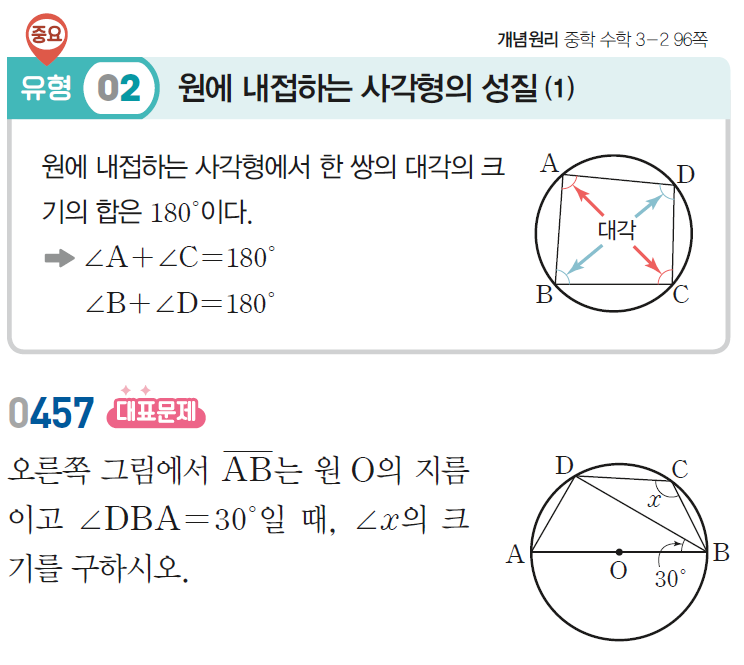 중요
개념원리 중학 수학 3-2 96쪽
유형 02 원에 내접하는 사각형의 성질 (1)
원에 내접하는 사각형에서 한 쌍의 대각의 크
기의 합은 180°이다.
➡ ∠A+∠C=180°
∠B+∠D=180°
A
D
대각
B
C
0457 대표문제
오른쪽 그림에서 A̅B̅는 원 O의 지름
이고 ∠DBA=30°일 때, ∠x의 크
기를 구하시오.
D
C
x
A
B
O
30°